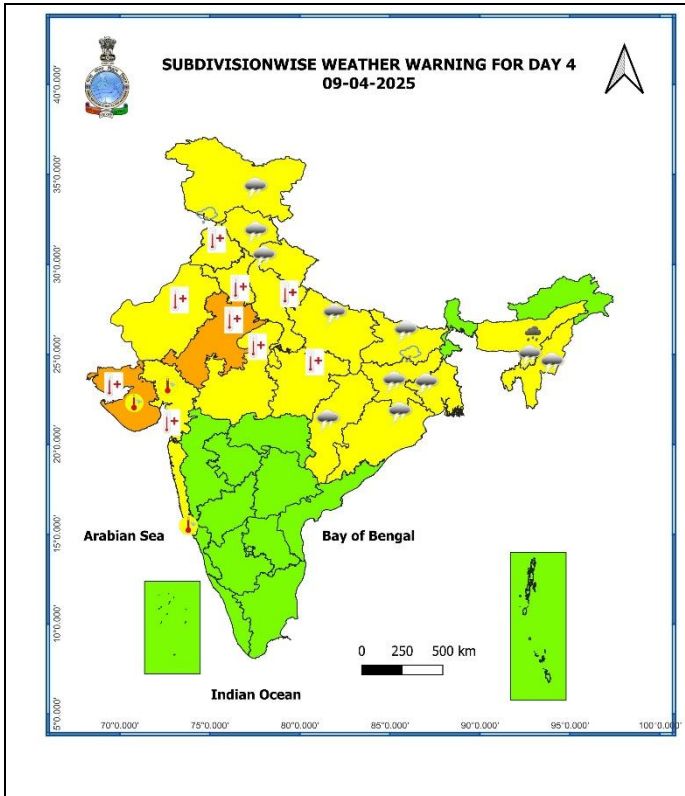 SUBDIVISIONWISE WEATHER WARNING FOR DAY 4
09-04-2025
40°0.000'
35°0.000'
30°0.000'
25°0.000'
20°0.000'
15°0.000'
10°0.000'
5°0.000'
Arabian Sea
Bay of Bengal
0 250 500 km
Indian Ocean
70°0.000' 75°0.000' 80°0.000' 85°0.000' 90°0.000' 95°0.000' 100°0.000'